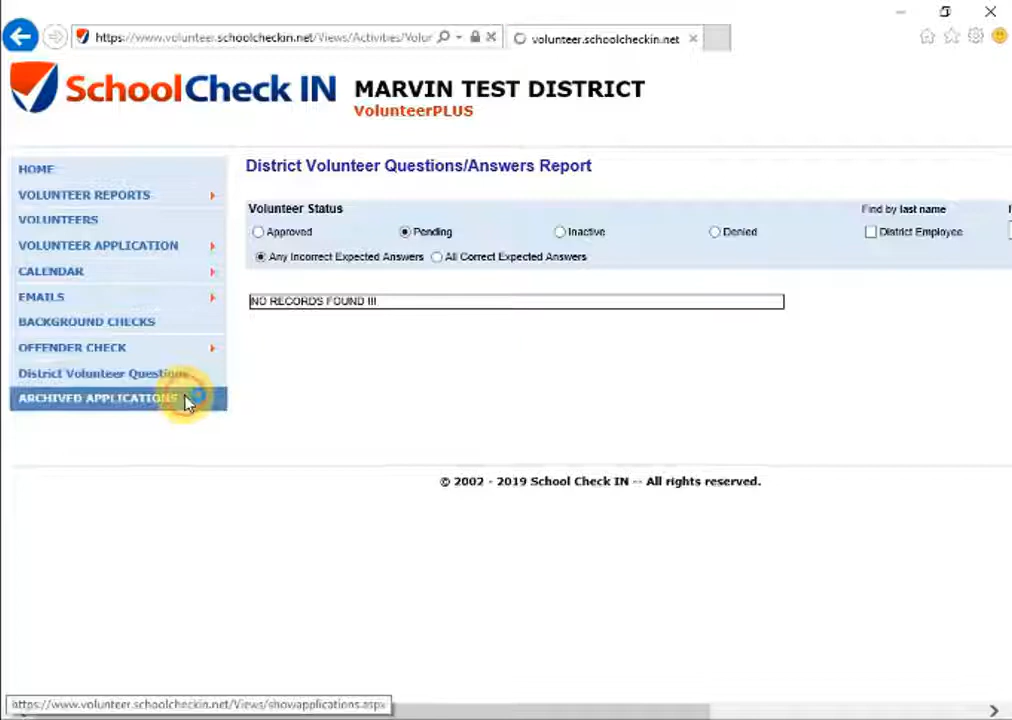 https://www.volunteer.schoolcheckin.net/Views/Activities/Volur
volunteer.schoolcheckin.net
SchoolCheck IN
MARVIN TEST DISTRICT
VolunteerPLUS
HOME
VOLUNTEER REPORTS
VOLUNTEERS
VOLUNTEER APPLICATION
CALENDAR
EMAILS
BACKGROUND CHECKS
OFFENDER CHECK
District Volunteer Questions
ARCHIVED APPLICATIONS
District Volunteer Questions/Answers Report
Volunteer Status
Find by last name
Approved Pending Inactive Denied District Employee
Any Incorrect Expected Answers All Correct Expected Answers
NO RECORDS FOUND !!!
© 2002 - 2019 School Check IN -- All rights reserved.
https://www.volunteer.schoolcheckin.net/Views/showapplications.aspx